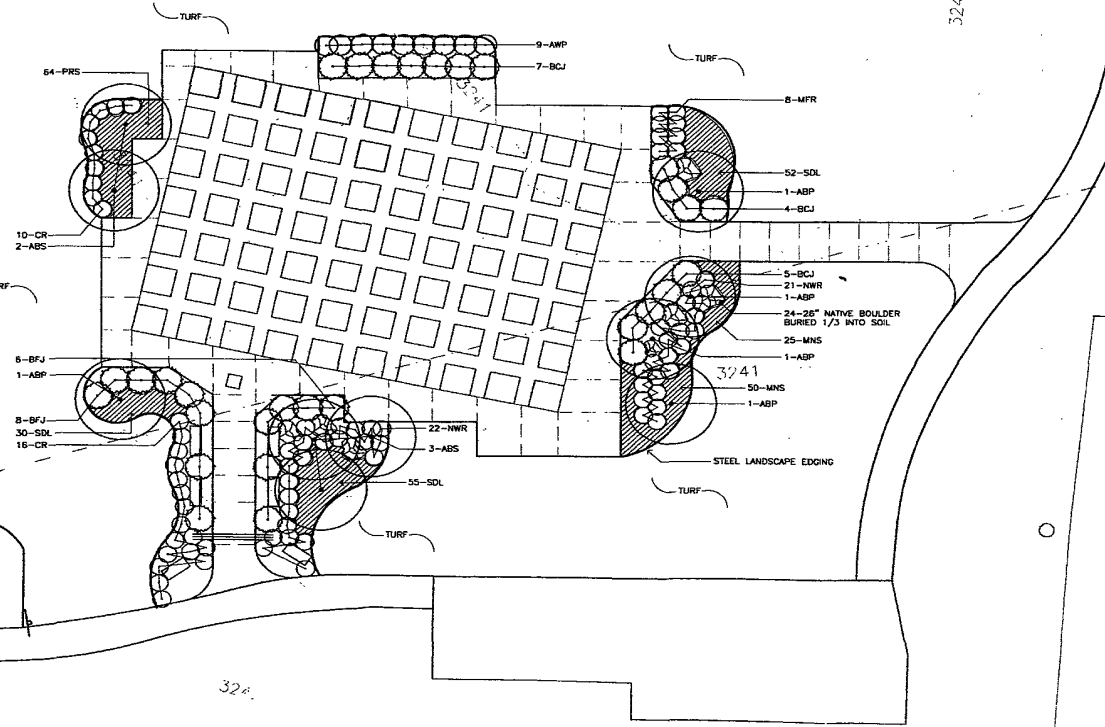 TURF
9-AWP
7-BCJ
TURF
64-PRS
3241
8-MFR
52-SDL
1-ABP
4-BCJ
10-CR
2-ABS
5-BCJ
21-NWR
1-ABP
24-26" NATIVE BOULDER
BURIED 1/3 INTO SOIL
25-MNS
1-ABP
6-BFJ
1-ABP
3241
50-MNS
1-ABP
8-BFJ
30-SDL
16-CR
22-NWR
3-ABS
STEEL LANDSCAPE EDGING
55-SDL
TURF
TURF